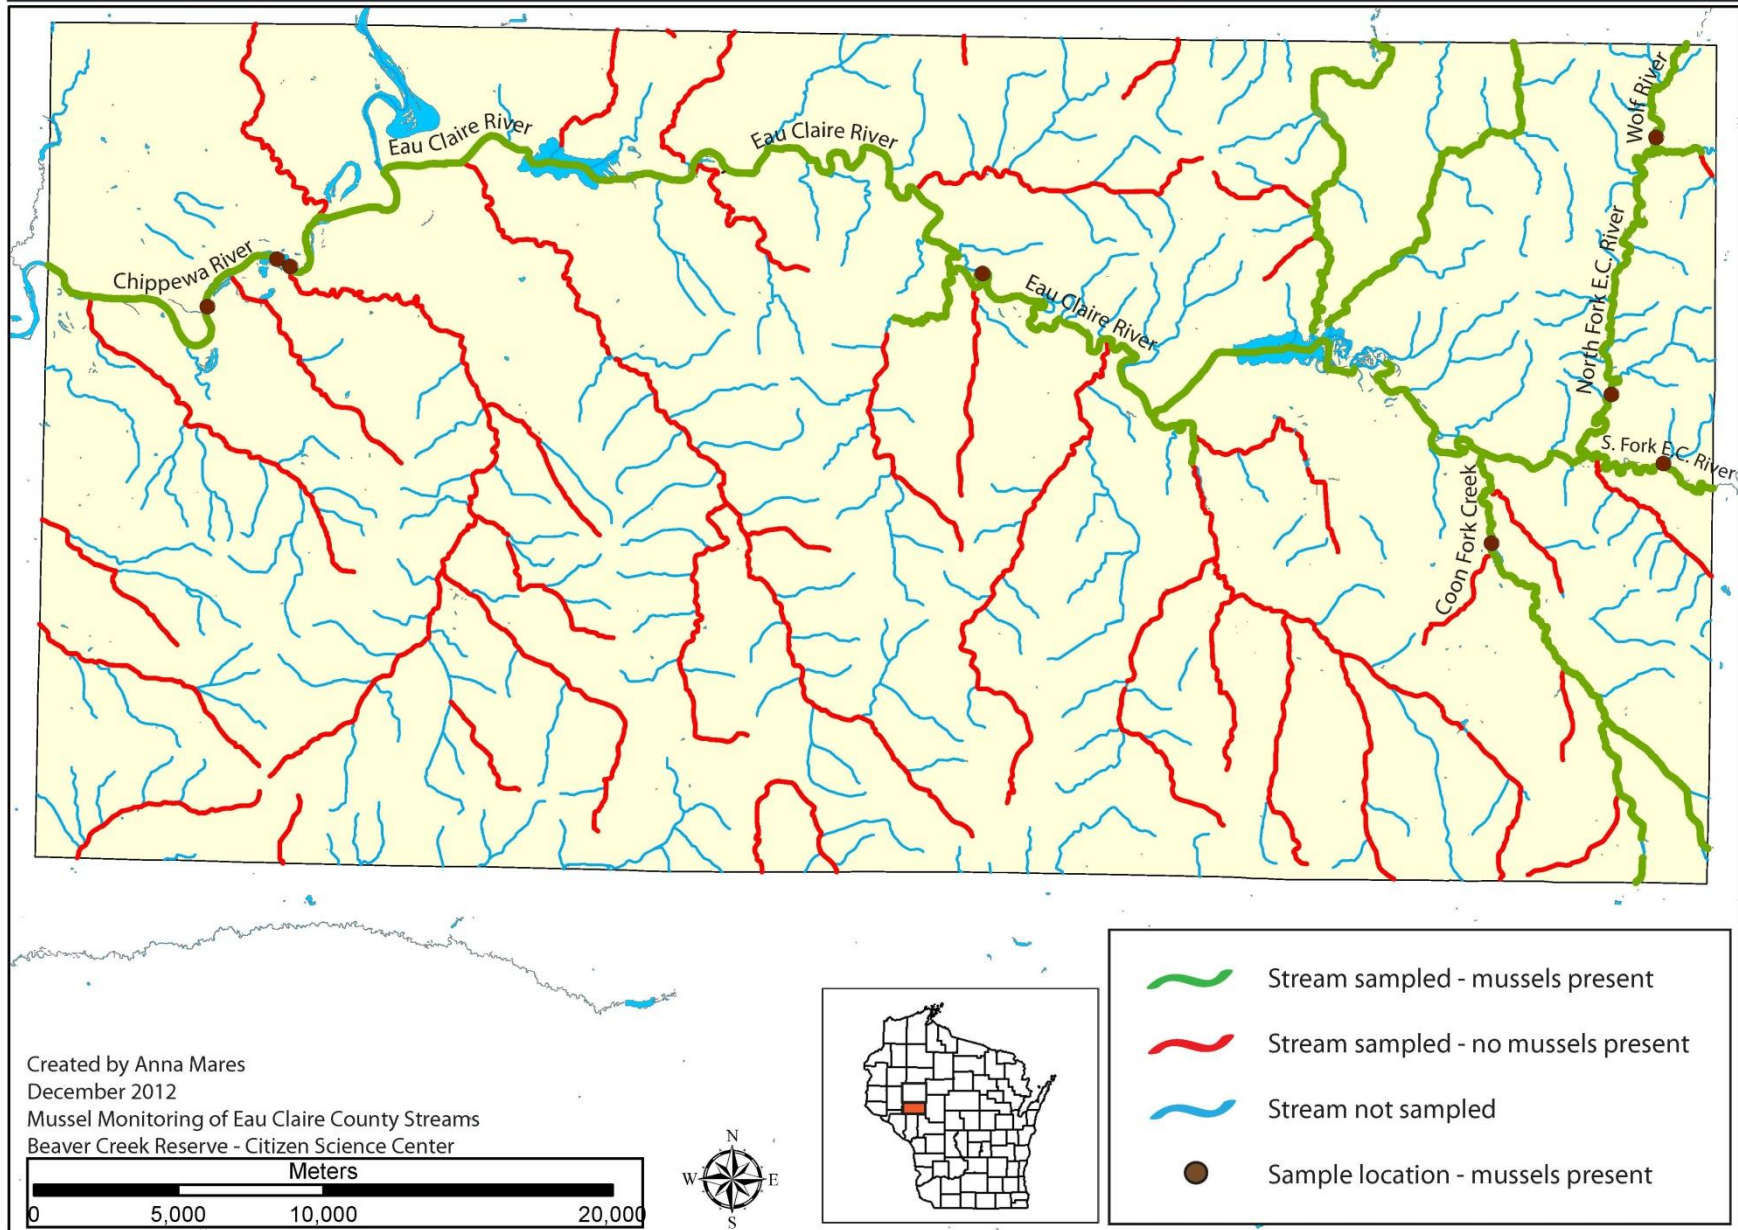 Eau Claire River
Eau Claire River
Wolf River
Chippewa River
North Fork E.C. River
Eau Claire River
S. Fork E.C. River
Coon Fork Creek
Stream sampled - mussels present
Stream sampled - no mussels present
Stream not sampled
Sample location - mussels present
Created by Anna Mares
December 2012
Mussel Monitoring of Eau Claire County Streams
Beaver Creek Reserve - Citizen Science Center
Meters
0 5,000 10,000 20,000
N
W E
S